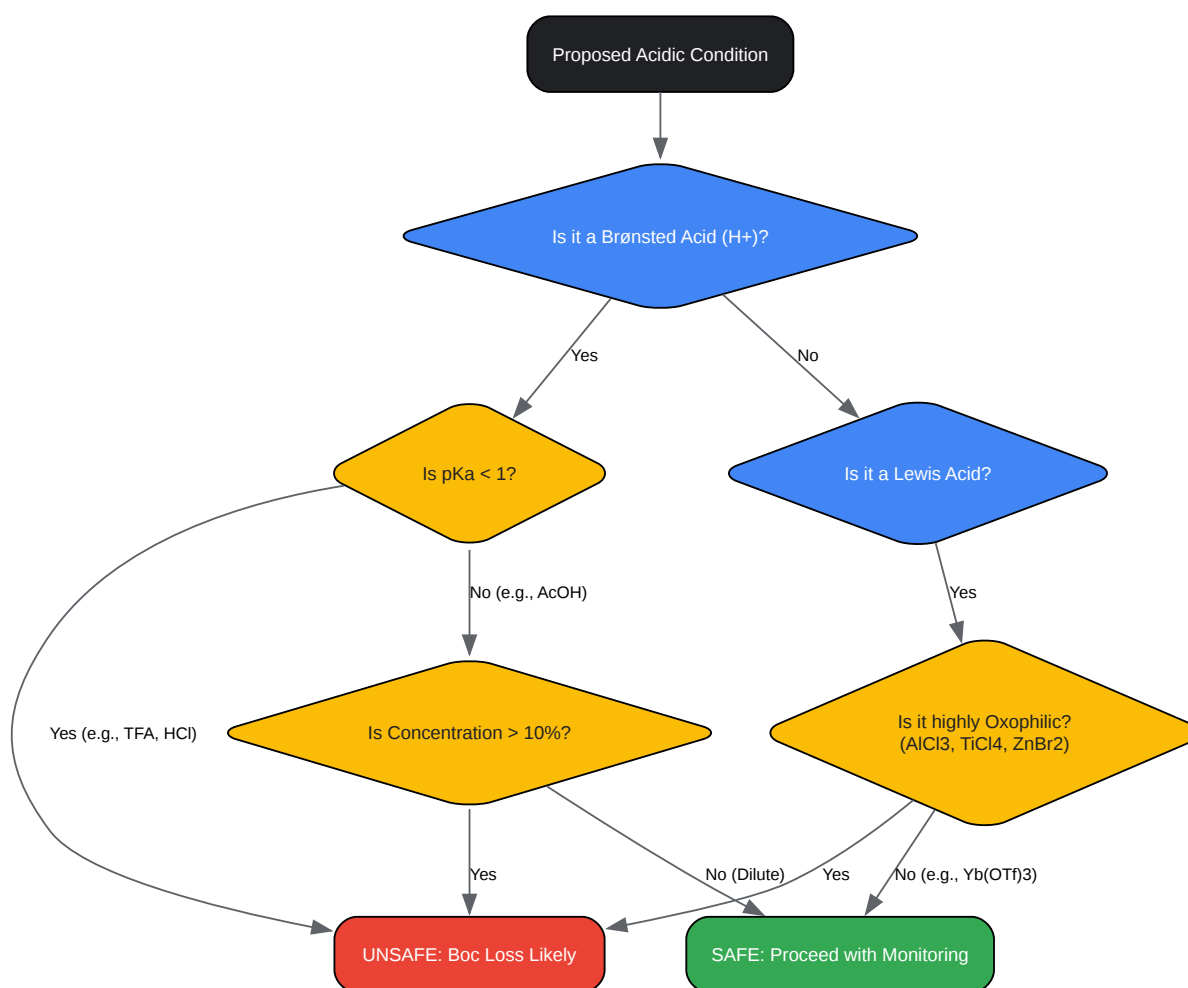 Proposed Acidic Condition
Is it a Brønsted Acid (H+)?
Yes
No
Is pKa < 1?
Is it a Lewis Acid?
No (e.g., AcOH)
Yes
Yes (e.g., TFA, HCl)
Is Concentration > 10%?
Is it highly Oxophilic?
(AlCl3, TiCl4, ZnBr2)
Yes
No (Dilute)
Yes
No (e.g., Yb(OTf)3)
UNSAFE: Boc Loss Likely
SAFE: Proceed with Monitoring